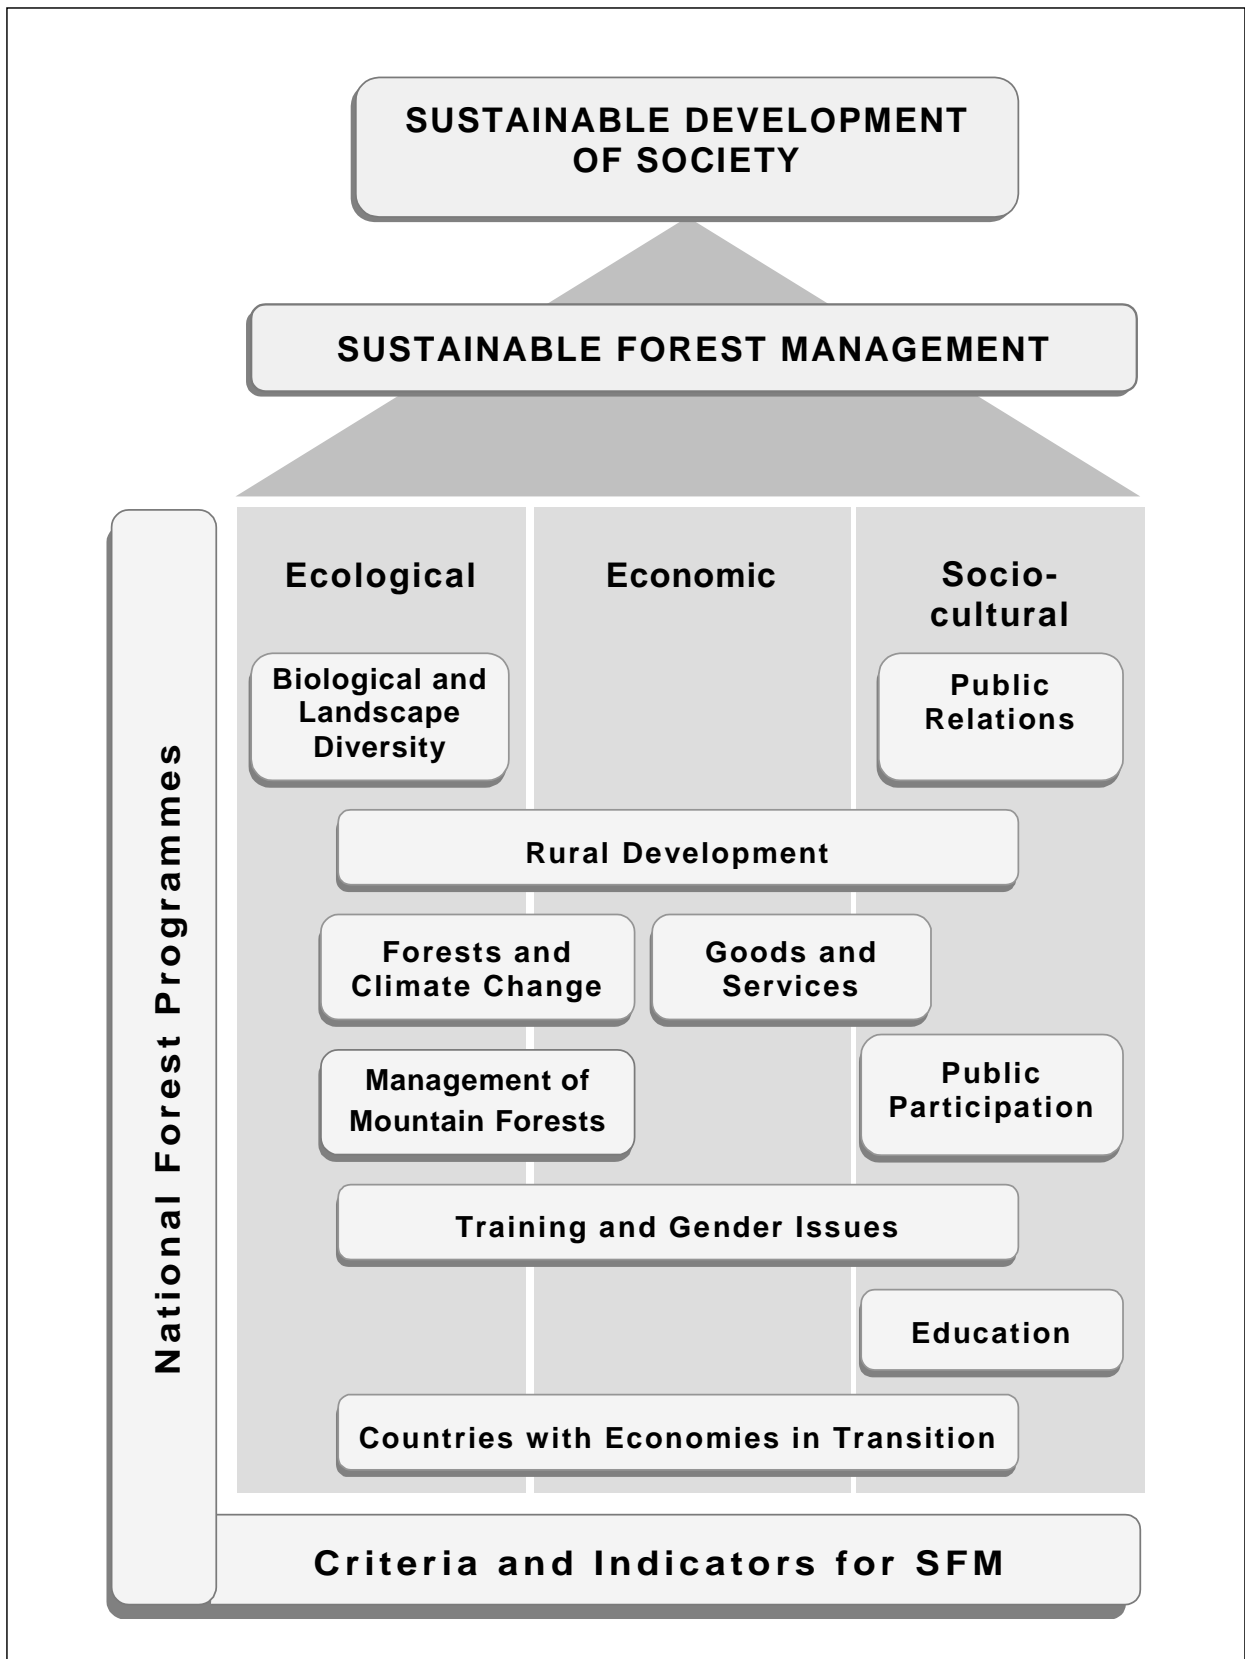 SUSTAINABLE DEVELOPMENT
OF SOCIETY
SUSTAINABLE FOREST MANAGEMENT
National Forest Programmes
Ecological
Economic
Socio-
cultural
Biological and
Landscape
Diversity
Public
Relations
Rural Development
Forests and
Climate Change
Goods and
Services
Management of
Mountain Forests
Public
Participation
Training and Gender Issues
Education
Countries with Economies in Transition
Criteria and Indicators for SFM